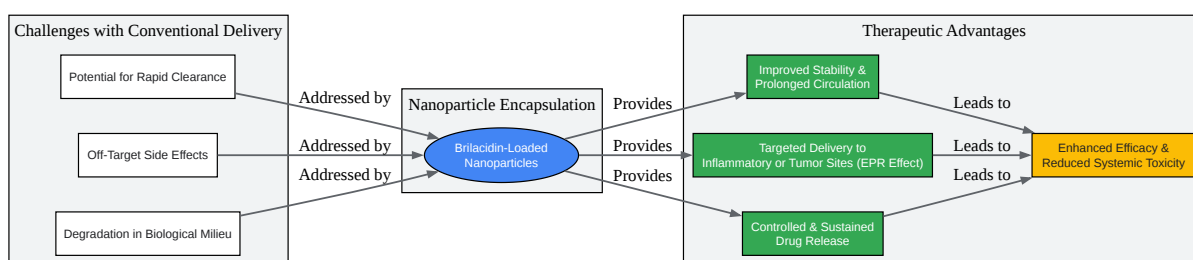 Challenges with Conventional Delivery
Potential for Rapid Clearance
Off-Target Side Effects
Degradation in Biological Milieu
Addressed by
Addressed by
Addressed by
Nanoparticle Encapsulation
Brilacidin-Loaded
Nanoparticles
Provides
Provides
Provides
Therapeutic Advantages
Improved Stability &
Prolonged Circulation
Targeted Delivery to
Inflammatory or Tumor Sites (EPR Effect)
Controlled & Sustained
Drug Release
Leads to
Leads to
Leads to
Enhanced Efficacy &
Reduced Systemic Toxicity